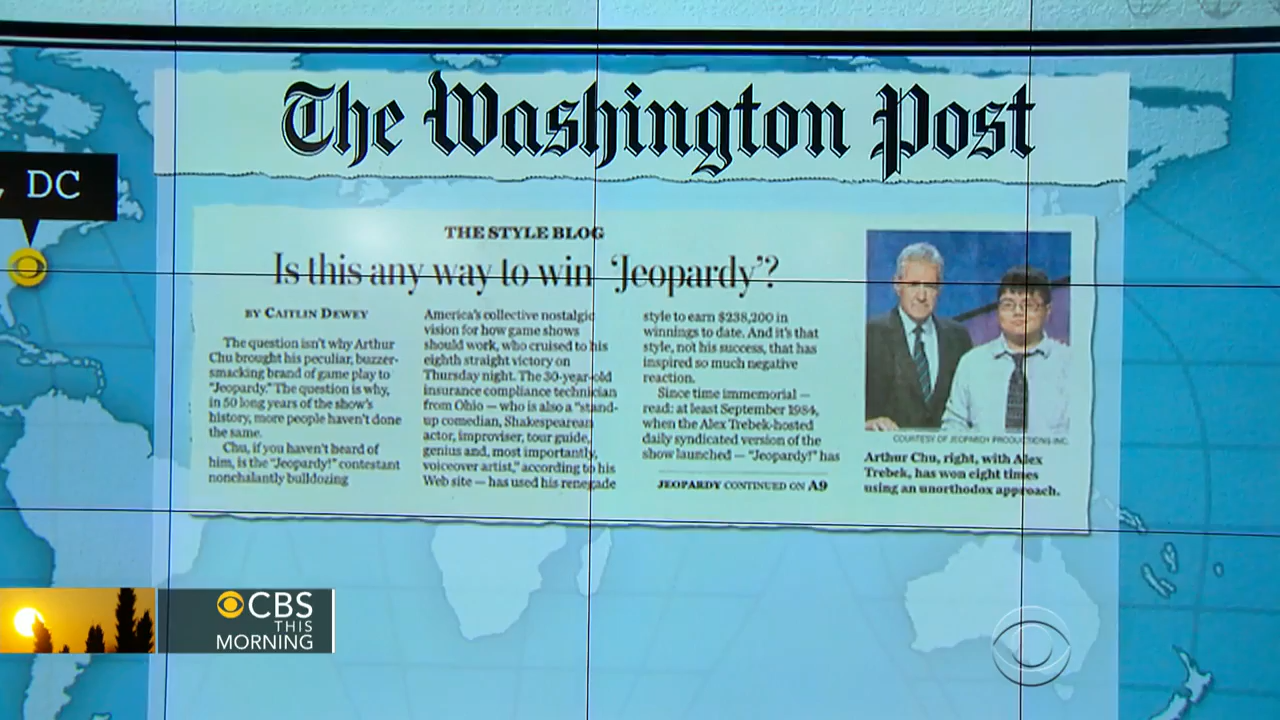 The Washington Post
, DC
THE STYLE BLOG
Is this any way to win 'Jeopardy'?
BY CAITLIN DEWEY
The question isn't why Arthur
Chu brought his peculiar, buzzer-
smacking brand of game play to
"Jeopardy." The question is why,
in 50 long years of the show's
history, more people haven't done
the same.
Chu, if you haven't heard of
him, is the "Jeopardy!" contestant
nonchalantly bulldozing
America's collective nostalgic
vision for how game shows
should work, who cruised to his
eighth straight victory on
Thursday night. The 30-year-old
insurance compliance technician
from Ohio — who is also a "stand-
up comedian, Shakespearean
actor, improviser, tour guide,
genius and, most importantly,
voiceover artist," according to his
Web site — has used his renegade
style to earn $238,200 in
winnings to date. And it's that
style, not his success, that has
inspired so much negative
reaction.
Since time immemorial —
read: at least September 1984,
when the Alex Trebek-hosted
daily syndicated version of the
show launched — "Jeopardy!" has
JEOPARDY CONTINUED ON A9
COURTESY OF JEOPARDY PRODUCTIONS INC.
Arthur Chu, right, with Alex
Trebek, has won eight times
using an unorthodox approach.
CBS
THIS
MORNING